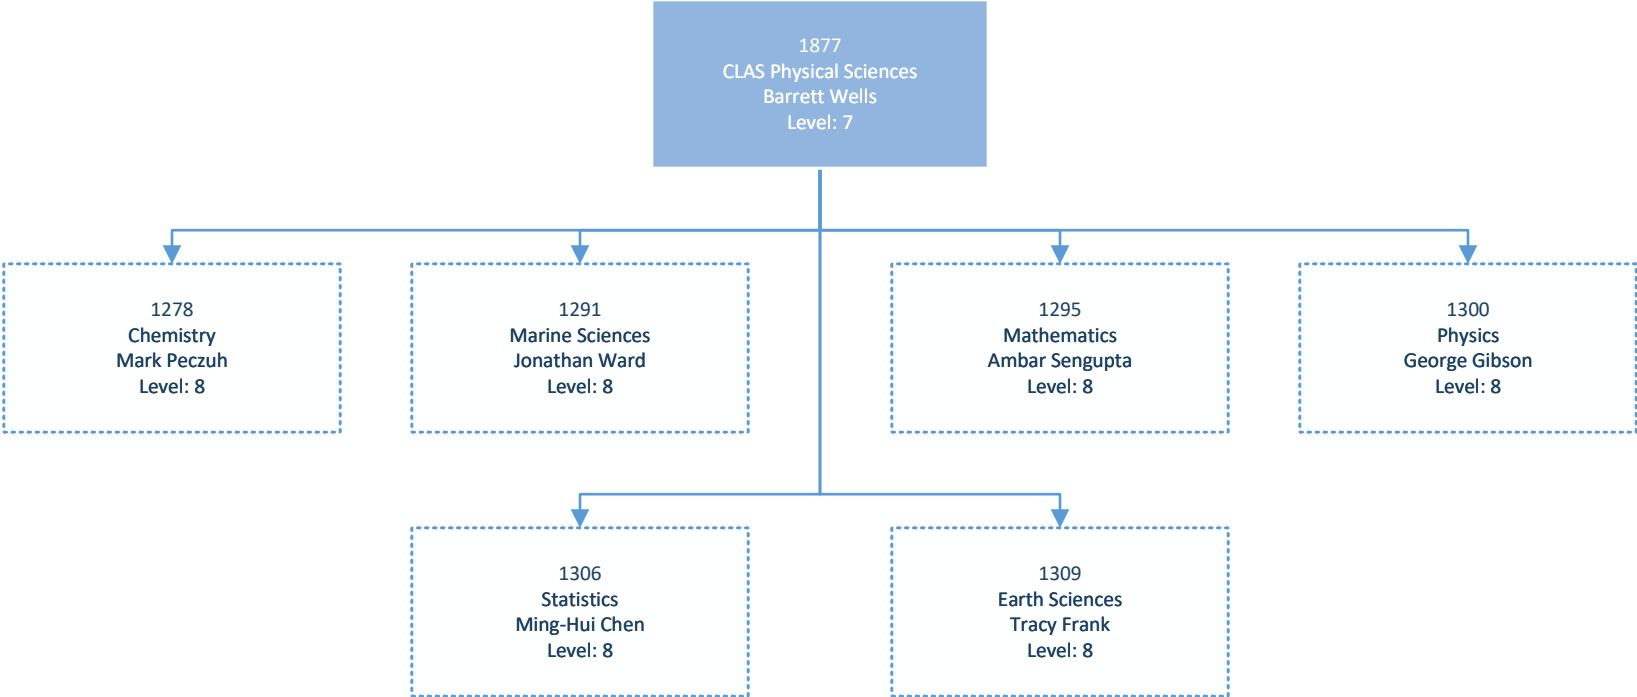 1877
CLAS Physical Sciences
Barrett Wells
Level: 7
1278
Chemistry
Mark Peczuh
Level: 8
1291
Marine Sciences
Jonathan Ward
Level: 8
1295
Mathematics
Ambar Sengupta
Level: 8
1300
Physics
George Gibson
Level: 8
1306
Statistics
Ming-Hui Chen
Level: 8
1309
Earth Sciences
Tracy Frank
Level: 8